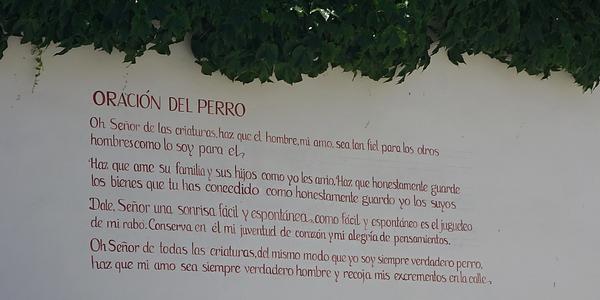 ORACIÓN DEL PERRO
Oh Señor de las criaturas, haz que el hombre, mi amo, sea tan fiel para los otros
hombres como lo soy para el,
Haz que ame su familia y sus hijos como yo les amo. Haz que honestamente guarde
los bienes que tu has concedido como honestamente guardo yo los suyos
Dale, Señor una sonrisa fácil y espontánea, como fácil y espontáneo es el jugueteo
de mi rabo. Conserva en él mi juventud de corazón y mi alegria de pensamientos.
Oh Señor de todas las criaturas, del mismo modo que yo soy siempre verdadero perro,
haz que mi amo sea siempre verdadero hombre y recoja mis excrementos en la calle,